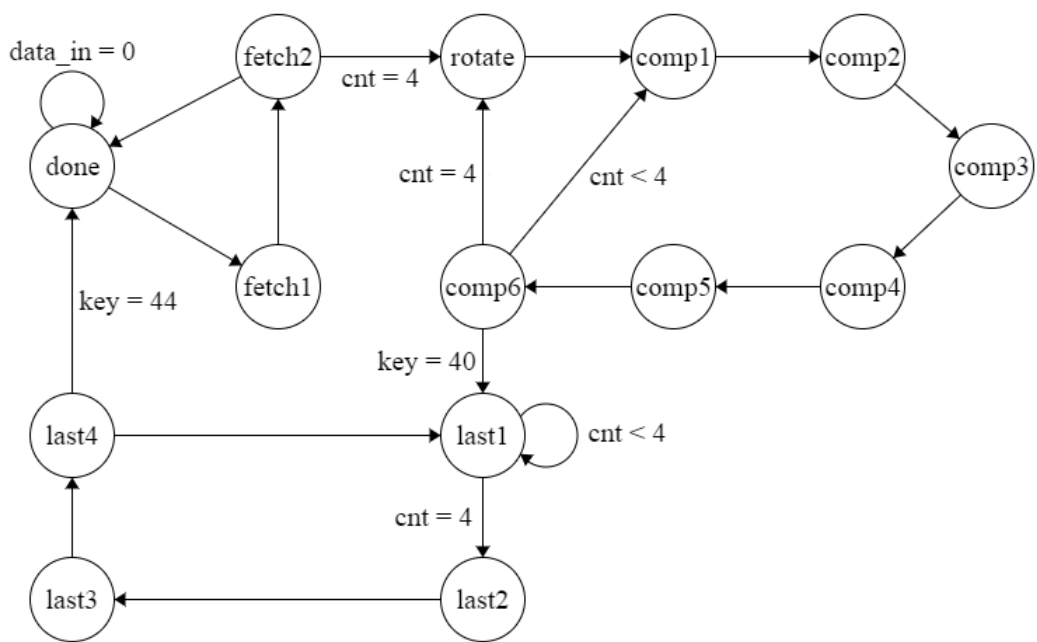 data_in = 0
fetch2
rotate
comp1
comp2
cnt = 4
done
cnt = 4
cnt < 4
comp3
fetch1
comp6
comp5
comp4
key = 44
key = 40
last4
last1
cnt < 4
cnt = 4
last3
last2